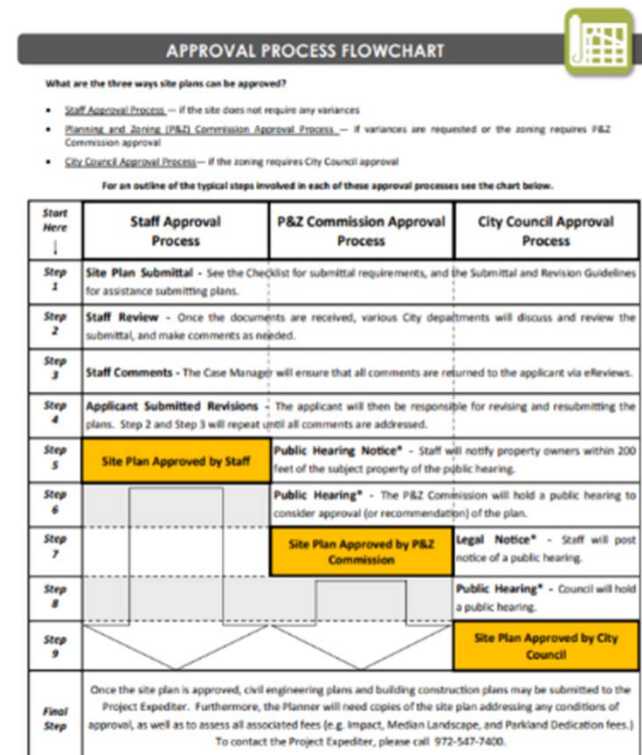 APPROVAL PROCESS FLOWCHART
What are the three ways site plans can be approved?
• Staff Approval Process — if the site does not require any variances
• Planning and Zoning (P&Z) Commission Approval Process — if variances are requested or the zoning requires P&Z
Commission approval
• City Council Approval Process— if the zoning requires City Council approval
For an outline of the typical steps involved in each of these approval processes see the chart below.
Start
Here
↓
Staff Approval
Process
P&Z Commission Approval
Process
City Council Approval
Process
Step
1
Site Plan Submittal - See the Checklist for submittal requirements, and the Submittal and Revision Guidelines
for assistance submitting plans.
Step
2
Staff Review - Once the documents are received, various City departments will discuss and review the
submittal, and make comments as needed.
Step
3
Staff Comments - The Case Manager will ensure that all comments are returned to the applicant via eReviews.
Step
4
Applicant Submitted Revisions - The applicant will then be responsible for revising and resubmitting the
plans. Step 2 and Step 3 will repeat until all comments are addressed.
Step
5
Site Plan Approved by Staff
Public Hearing Notice* - Staff will notify property owners within 200
feet of the subject property of the public hearing.
Step
6
Public Hearing* - The P&Z Commission will hold a public hearing to
consider approval (or recommendation) of the plan.
Step
7
Site Plan Approved by P&Z
Commission
Legal Notice* - Staff will post
notice of a public hearing.
Step
8
Public Hearing* - Council will hold
a public hearing.
Step
9
Site Plan Approved by City
Council
Final
Step
Once the site plan is approved, civil engineering plans and building construction plans may be submitted to the
Project Expediter. Furthermore, the Planner will need copies of the site plan addressing any conditions of
approval, as well as to assess all associated fees (e.g. Impact, Median Landscape, and Parkland Dedication fees.)
To contact the Project Expediter, please call 972-547-7400.